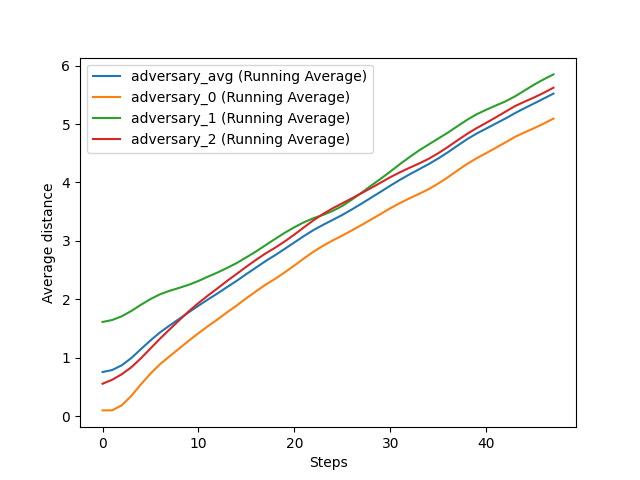 adversary_avg (Running Average)
adversary_0 (Running Average)
adversary_1 (Running Average)
adversary_2 (Running Average)
Average distance
6
5
4
3
2
1
0
0 10 20 30 40
Steps